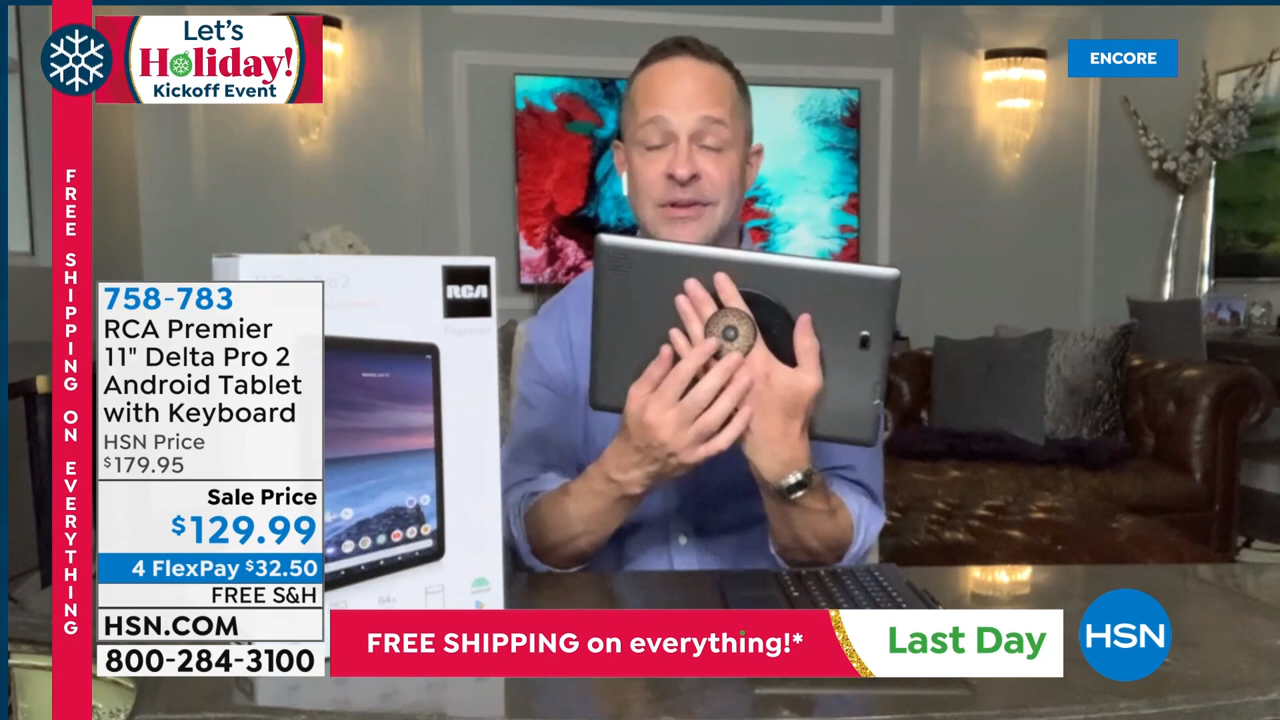 Let's
Holiday!
Kickoff Event
ENCORE
FREE SHIPPING ON EVERYTHING
RCA
758-783
RCA Premier
11" Delta Pro 2
Android Tablet
with Keyboard
HSN Price
$179.95
Sale Price
$129.99
4 FlexPay $32.50
FREE S&H
HSN.COM
800-284-3100
FREE SHIPPING on everything!*
Last Day
HSN